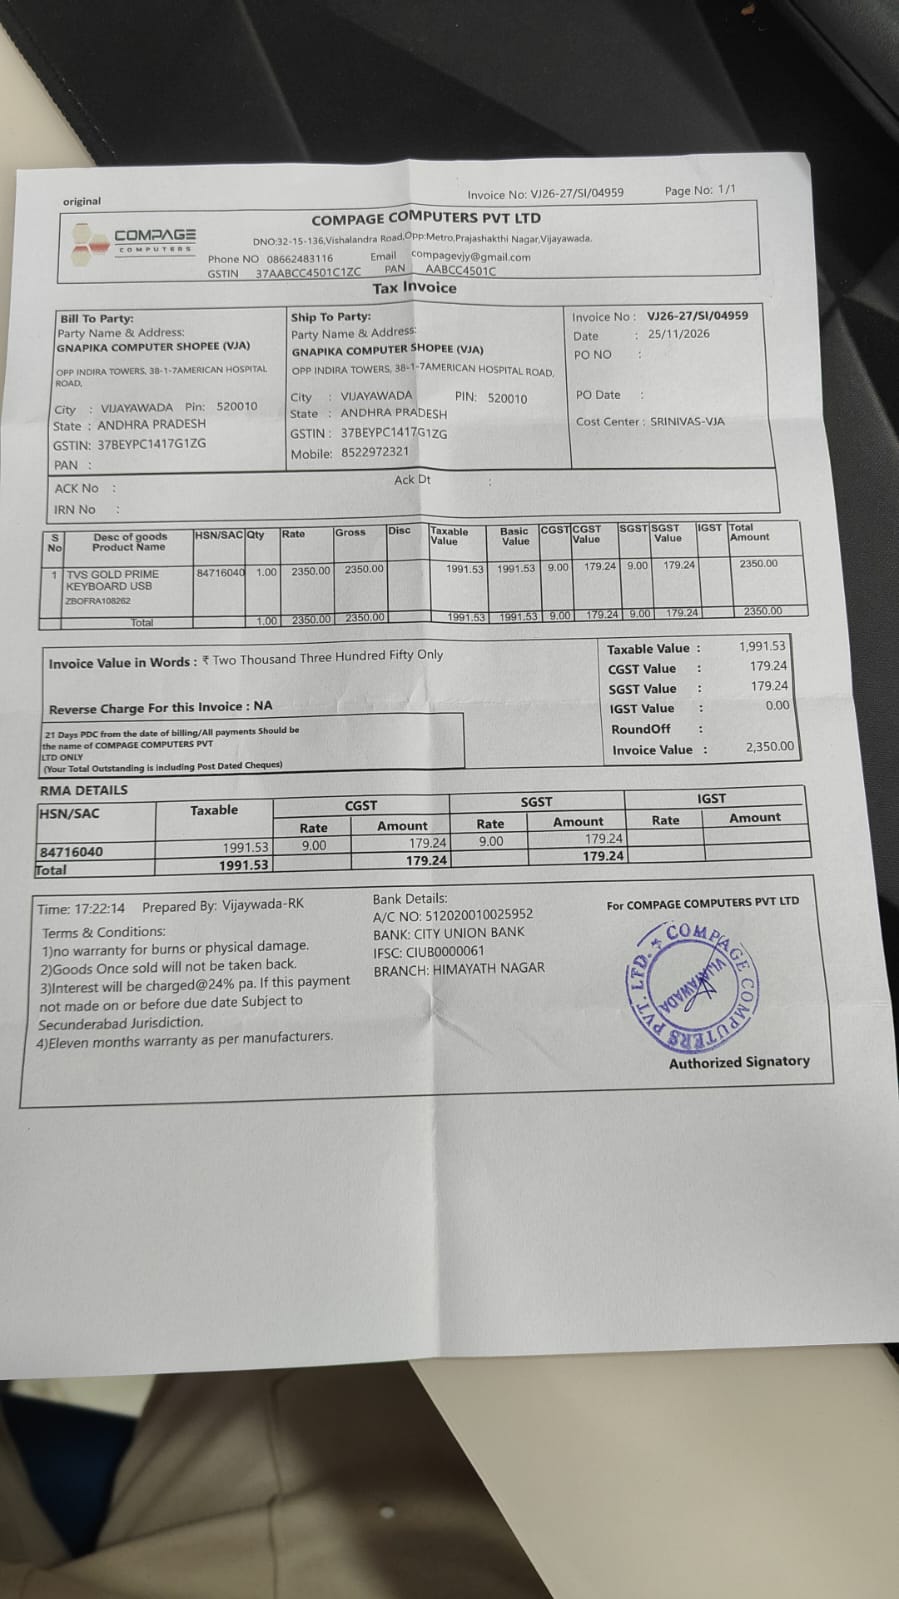 original
Invoice No: VJ26-27/SI/04959 Page No: 1/1
COMPAGE
COMPUTERS
COMPAGE COMPUTERS PVT LTD
DNO:32-15-136,Vishalandra Road,Opp:Metro,Prajashakthi Nagar,Vijayawada.
Phone NO 08662483116 Email compagevjy@gmail.com
GSTIN 37AABCC4501C1ZC PAN AABCC4501C
Tax Invoice
Bill To Party:
Party Name & Address:
GNAPIKA COMPUTER SHOPEE (VJA)
OPP INDIRA TOWERS, 38-1-7AMERICAN HOSPITAL
ROAD,
City : VIJAYAWADA Pin: 520010
State : ANDHRA PRADESH
GSTIN: 37BEYPC1417G1ZG
PAN :
Ship To Party:
Party Name & Address:
GNAPIKA COMPUTER SHOPEE (VJA)
OPP INDIRA TOWERS, 38-1-7AMERICAN HOSPITAL ROAD,
City : VIJAYAWADA PIN: 520010
State : ANDHRA PRADESH
GSTIN : 37BEYPC1417G1ZG
Mobile: 8522972321
Invoice No : VJ26-27/SI/04959
Date : 25/11/2026
PO NO :
PO Date :
Cost Center : SRINIVAS-VJA
ACK No : Ack Dt :
IRN No :
S No Desc of goods Product Name HSN/SAC Qty Rate Gross Disc Taxable Value Basic Value CGST CGST Value SGST SGST Value IGST Total Amount
1 TVS GOLD PRIME 84716040 1.00 2350.00 2350.00 1991.53 1991.53 9.00 179.24 9.00 179.24 2350.00
KEYBOARD USB
ZBOFRA108262
Total 1.00 2350.00 2350.00 1991.53 1991.53 9.00 179.24 9.00 179.24 2350.00
Invoice Value in Words : ₹ Two Thousand Three Hundred Fifty Only
Reverse Charge For this Invoice : NA
21 Days PDC from the date of billing/All payments Should be
the name of COMPAGE COMPUTERS PVT
LTD ONLY
(Your Total Outstanding is including Post Dated Cheques)
Taxable Value : 1,991.53
CGST Value : 179.24
SGST Value : 179.24
IGST Value : 0.00
RoundOff :
Invoice Value : 2,350.00
RMA DETAILS
HSN/SAC Taxable CGST SGST IGST
Rate Amount Rate Amount Rate Amount
84716040 1991.53 9.00 179.24 9.00 179.24
Total 1991.53 179.24 179.24
Time: 17:22:14 Prepared By: Vijaywada-RK
Terms & Conditions:
1)no warranty for burns or physical damage.
2)Goods Once sold will not be taken back.
3)Interest will be charged@24% pa. If this payment
not made on or before due date Subject to
Secunderabad Jurisdiction.
4)Eleven months warranty as per manufacturers.
Bank Details:
A/C NO: 512020010025952
BANK: CITY UNION BANK
IFSC: CIUB0000061
BRANCH: HIMAYATH NAGAR
For COMPAGE COMPUTERS PVT LTD
COMPAGE COMPUTERS PVT. LTD.
VIJAYAWADA
Authorized Signatory